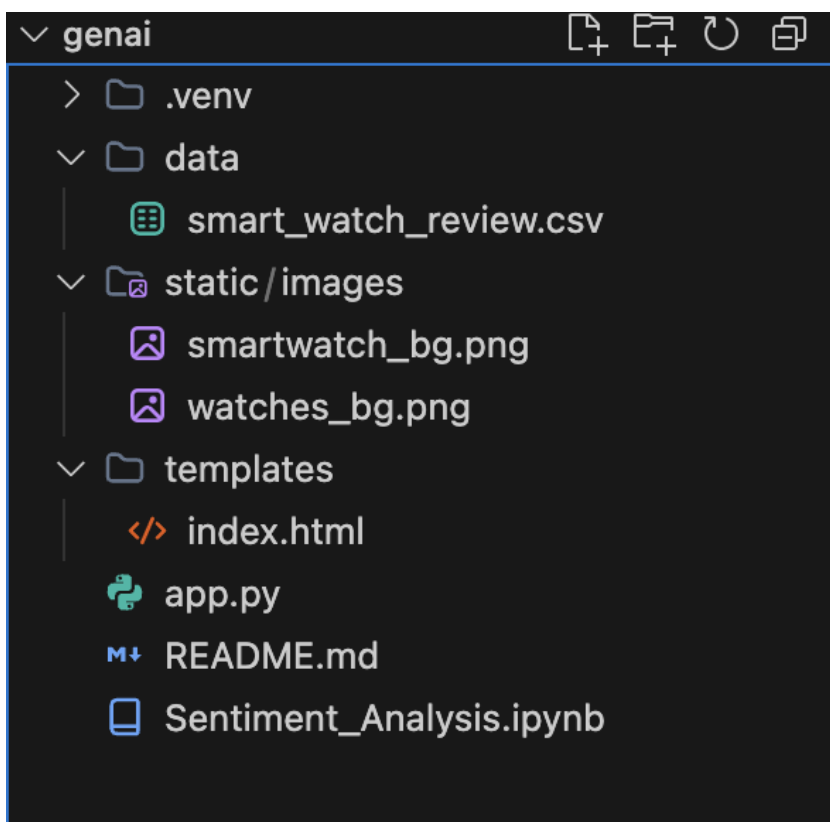 genai
.venv
data
smart_watch_review.csv
static/images
smartwatch_bg.png
watches_bg.png
templates
index.html
app.py
README.md
Sentiment_Analysis.ipynb